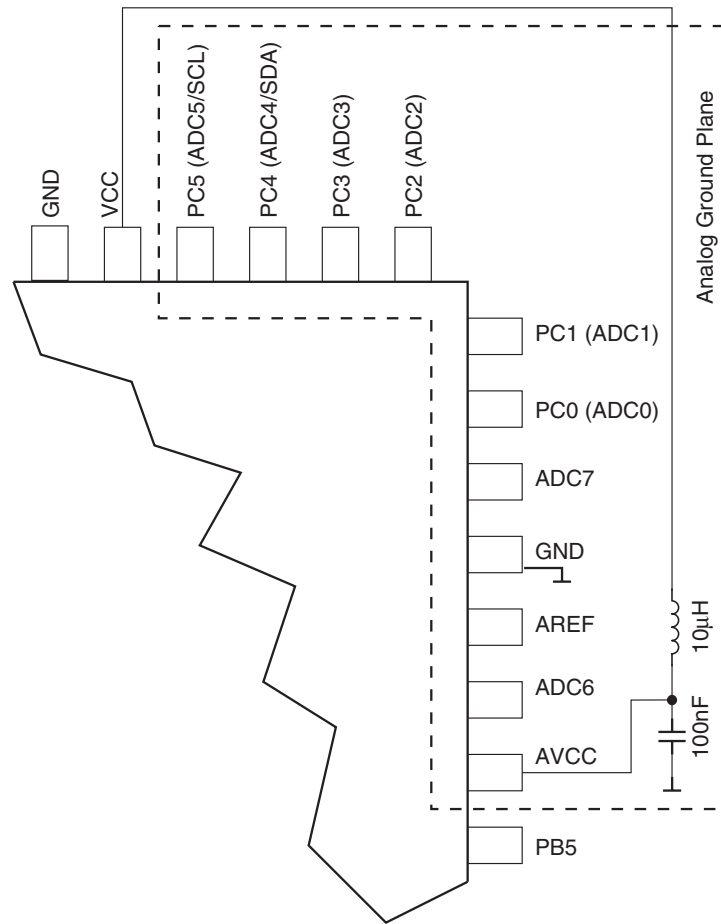 GND
VCC
PC5 (ADC5/SCL)
PC4 (ADC4/SDA)
PC3 (ADC3)
PC2 (ADC2)
Analog Ground Plane
PC1 (ADC1)
PC0 (ADC0)
ADC7
GND
AREF
ADC6
AVCC
PB5
10µH
100nF